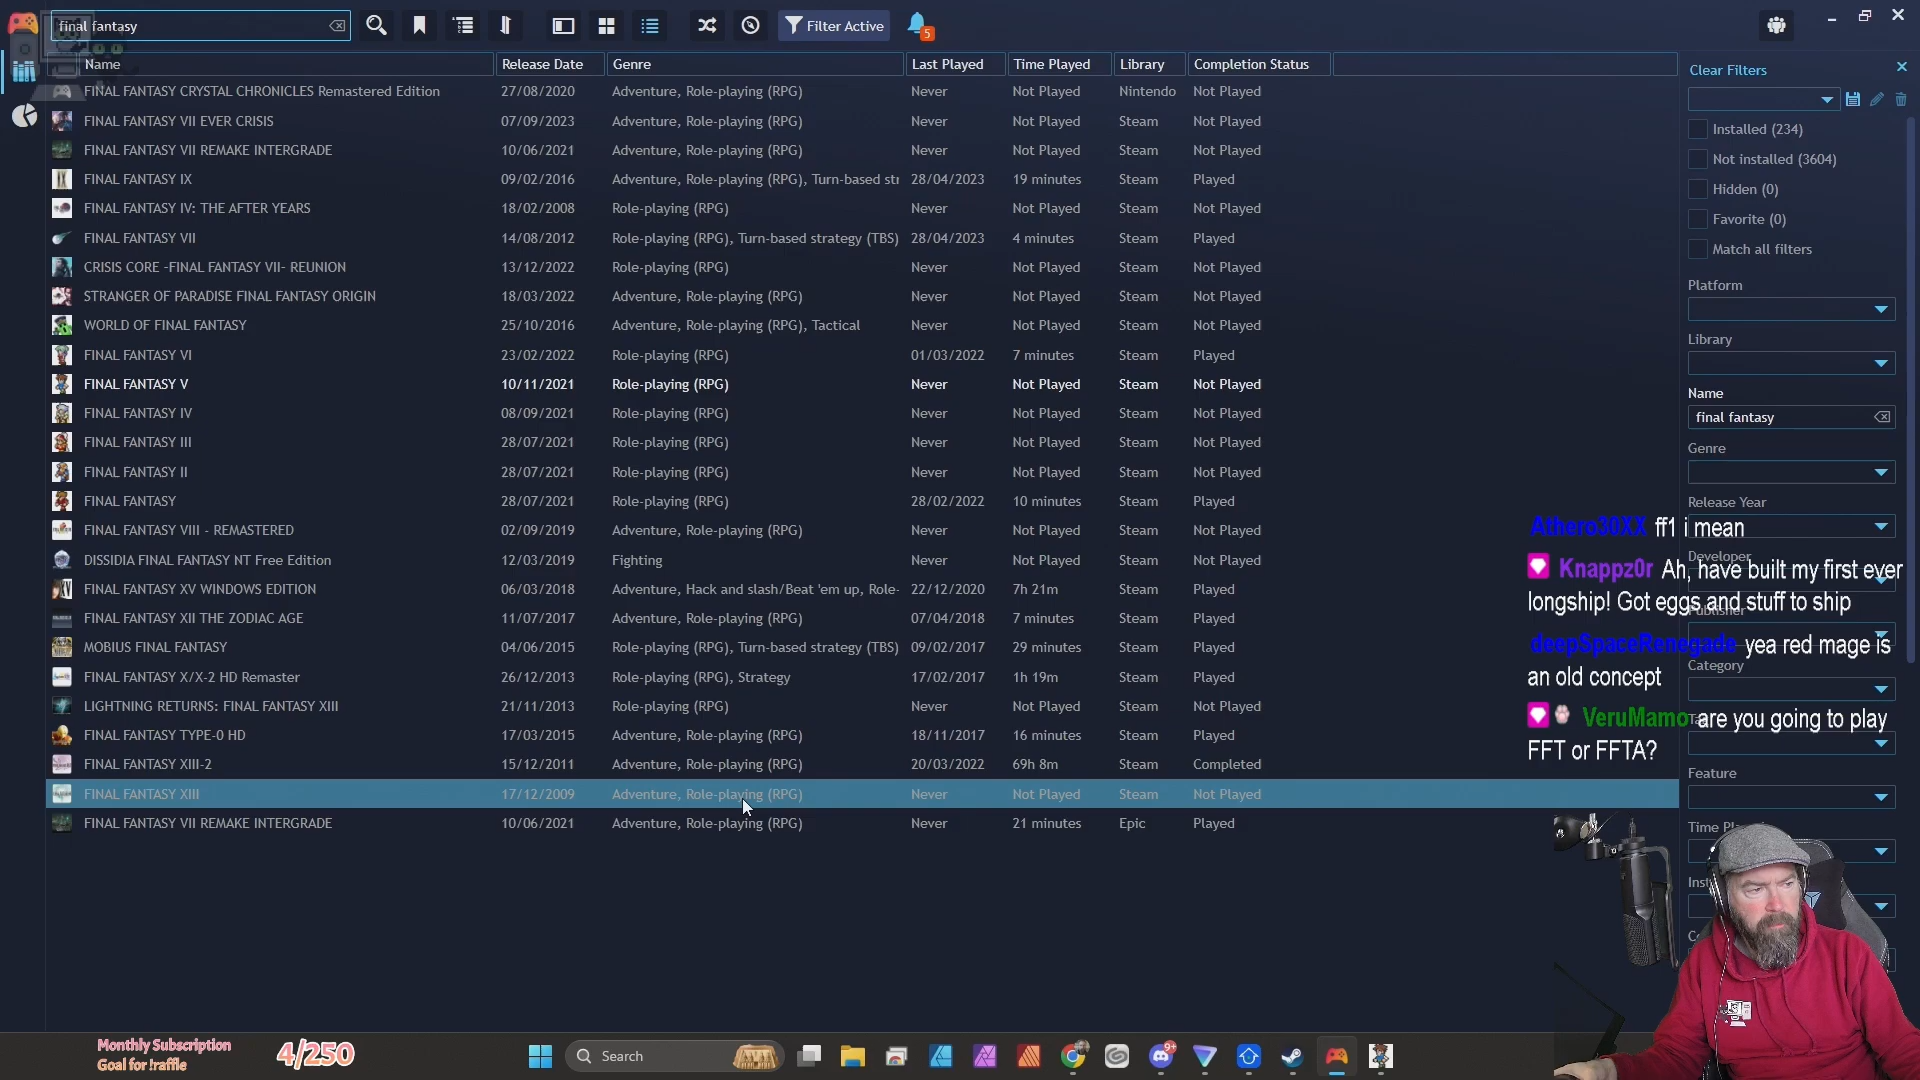 final fantasy
Filter Active
5
Name Release Date Genre Last Played Time Played Library Completion Status
FINAL FANTASY CRYSTAL CHRONICLES Remastered Edition 27/08/2020 Adventure, Role-playing (RPG) Never Not Played Nintendo Not Played
FINAL FANTASY VII EVER CRISIS 07/09/2023 Adventure, Role-playing (RPG) Never Not Played Steam Not Played
FINAL FANTASY VII REMAKE INTERGRADE 10/06/2021 Adventure, Role-playing (RPG) Never Not Played Steam Not Played
FINAL FANTASY IX 09/02/2016 Adventure, Role-playing (RPG), Turn-based str 28/04/2023 19 minutes Steam Played
FINAL FANTASY IV: THE AFTER YEARS 18/02/2008 Role-playing (RPG) Never Not Played Steam Not Played
FINAL FANTASY VII 14/08/2012 Role-playing (RPG), Turn-based strategy (TBS) 28/04/2023 4 minutes Steam Played
CRISIS CORE -FINAL FANTASY VII- REUNION 13/12/2022 Role-playing (RPG) Never Not Played Steam Not Played
STRANGER OF PARADISE FINAL FANTASY ORIGIN 18/03/2022 Adventure, Role-playing (RPG) Never Not Played Steam Not Played
WORLD OF FINAL FANTASY 25/10/2016 Adventure, Role-playing (RPG), Tactical Never Not Played Steam Not Played
FINAL FANTASY VI 23/02/2022 Role-playing (RPG) 01/03/2022 7 minutes Steam Played
FINAL FANTASY V 10/11/2021 Role-playing (RPG) Never Not Played Steam Not Played
FINAL FANTASY IV 08/09/2021 Role-playing (RPG) Never Not Played Steam Not Played
FINAL FANTASY III 28/07/2021 Role-playing (RPG) Never Not Played Steam Not Played
FINAL FANTASY II 28/07/2021 Role-playing (RPG) Never Not Played Steam Not Played
FINAL FANTASY 28/07/2021 Role-playing (RPG) 28/02/2022 10 minutes Steam Played
FINAL FANTASY VIII - REMASTERED 02/09/2019 Adventure, Role-playing (RPG) Never Not Played Steam Not Played
DISSIDIA FINAL FANTASY NT Free Edition 12/03/2019 Fighting Never Not Played Steam Not Played
FINAL FANTASY XV WINDOWS EDITION 06/03/2018 Adventure, Hack and slash/Beat 'em up, Role- 22/12/2020 7h 21m Steam Played
FINAL FANTASY XII THE ZODIAC AGE 11/07/2017 Adventure, Role-playing (RPG) 07/04/2018 7 minutes Steam Played
MOBIUS FINAL FANTASY 04/06/2015 Role-playing (RPG), Turn-based strategy (TBS) 09/02/2017 29 minutes Steam Played
FINAL FANTASY X/X-2 HD Remaster 26/12/2013 Role-playing (RPG), Strategy 17/02/2017 1h 19m Steam Played
LIGHTNING RETURNS: FINAL FANTASY XIII 21/11/2013 Role-playing (RPG) Never Not Played Steam Not Played
FINAL FANTASY TYPE-0 HD 17/03/2015 Adventure, Role-playing (RPG) 18/11/2017 16 minutes Steam Played
FINAL FANTASY XIII-2 15/12/2011 Adventure, Role-playing (RPG) 20/03/2022 69h 8m Steam Completed
FINAL FANTASY XIII 17/12/2009 Adventure, Role-playing (RPG) Never Not Played Steam Not Played
FINAL FANTASY VII REMAKE INTERGRADE 10/06/2021 Adventure, Role-playing (RPG) Never 21 minutes Epic Played
Clear Filters
Installed (234)
Not installed (3604)
Hidden (0)
Favorite (0)
Match all filters
Platform
Library
Name
final fantasy
Genre
Release Year
Developer
Publisher
Category
Feature
Athero30XX ff1 i mean
Knappz0r Ah, have built my first ever
longship! Got eggs and stuff to ship
deepSpaceRenegade yea red mage is
an old concept
VeruMamo are you going to play
FFT or FFTA?
Monthly Subscription
Goal for !raffle
4/250
Search
9+